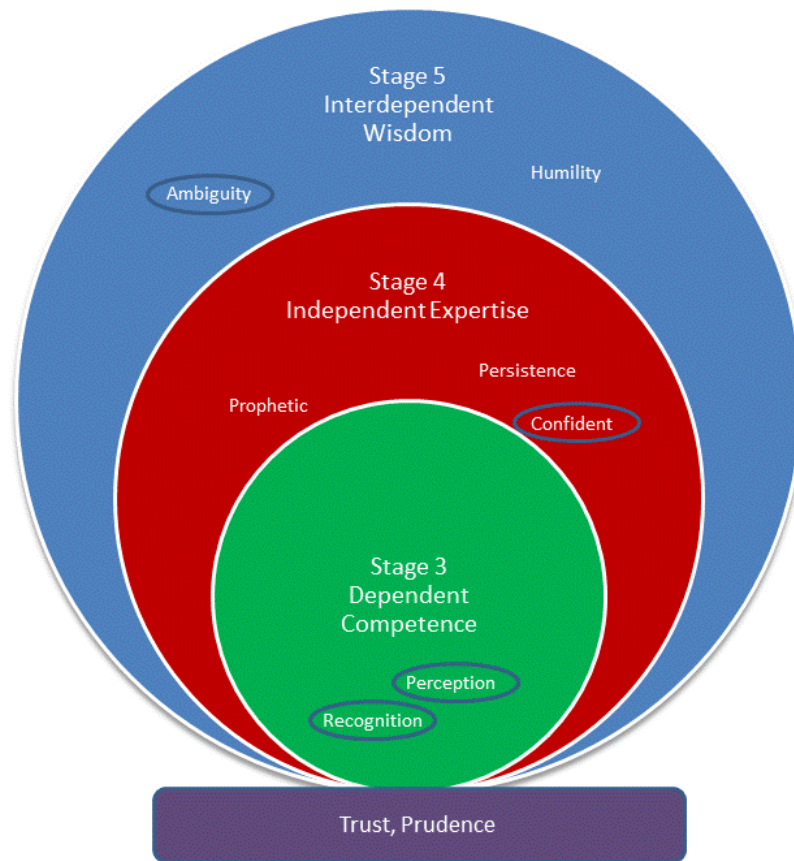 Stage 5
Interdependent
Wisdom
Humility
Ambiguity
Stage 4
Independent Expertise
Persistence
Prophetic
Confident
Stage 3
Dependent
Competence
Perception
Recognition
Trust, Prudence